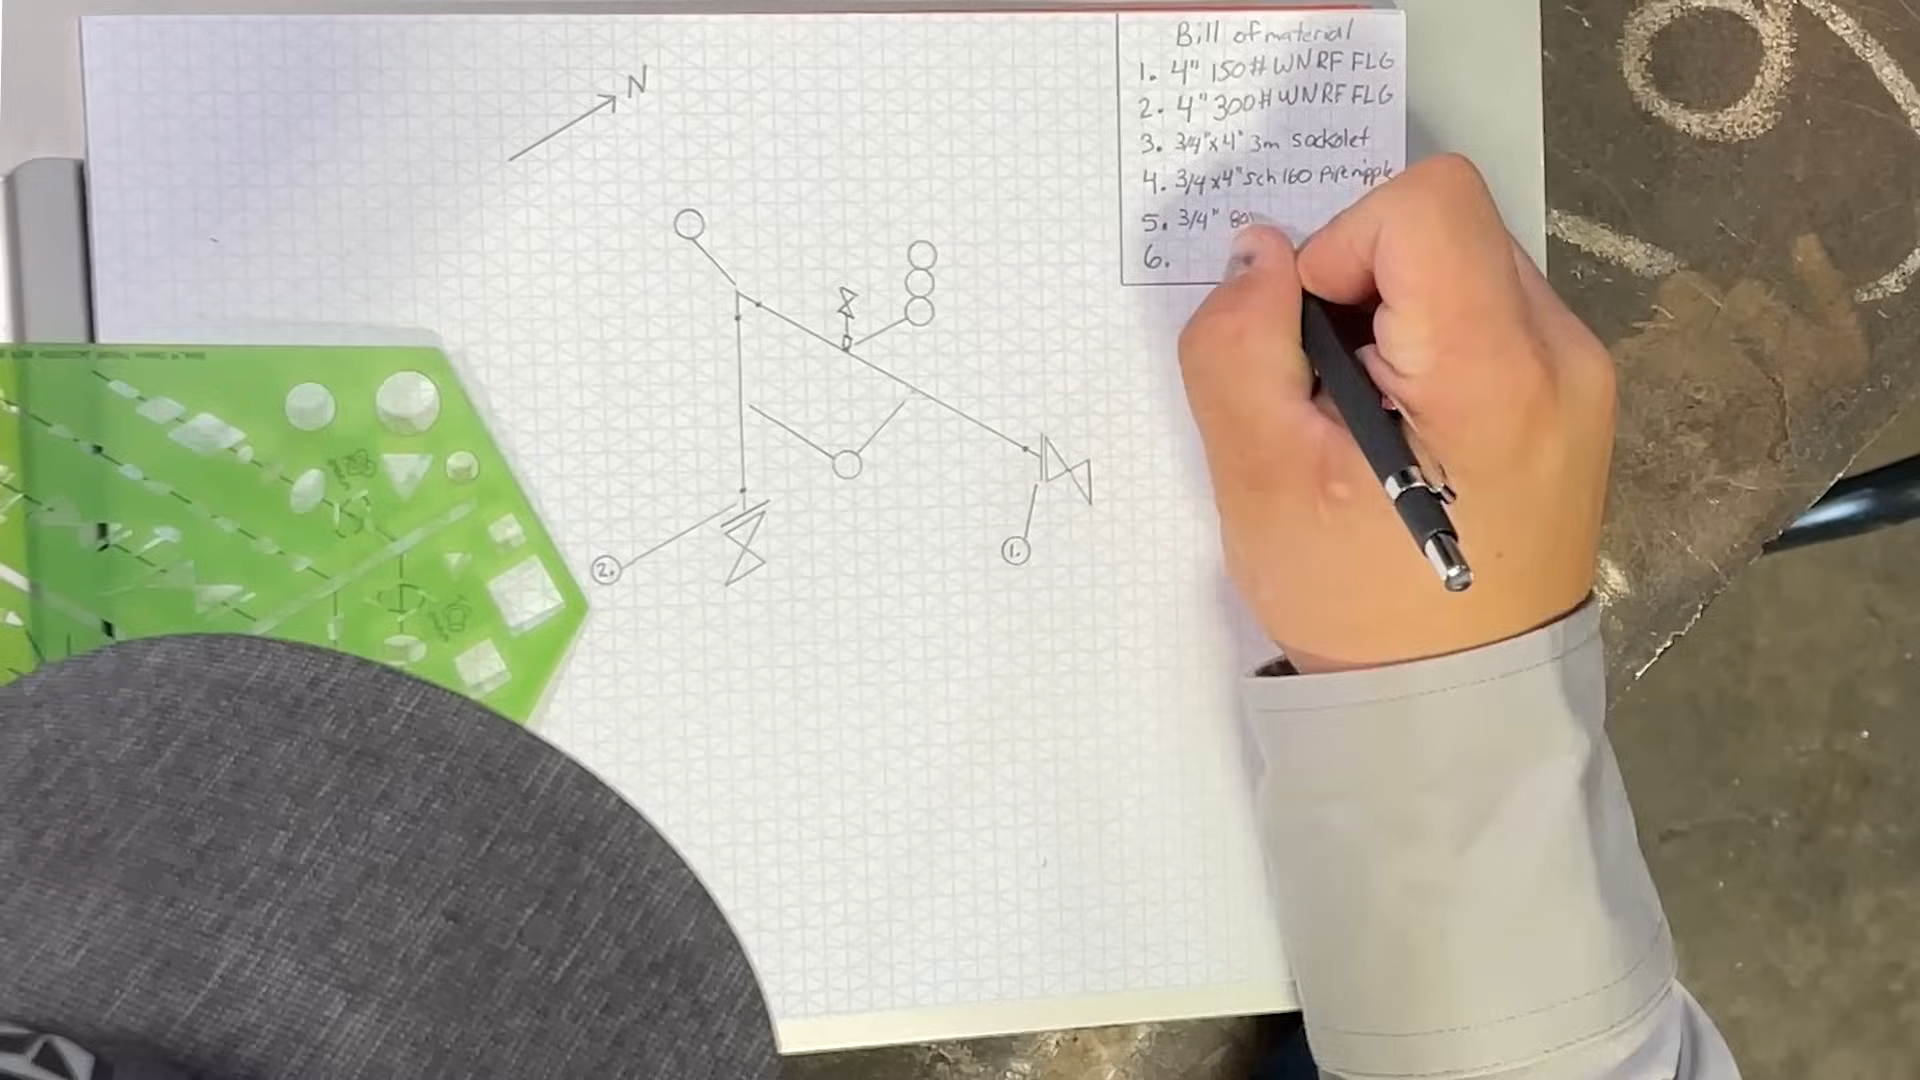 N
Bill of material
1. 4" 150# WNRF FLG
2. 4" 300# WNRF FLG
3. 3/4"x4" 3m sockolet
4. 3/4x4" Sch 160 Pipe nipple
5. 3/4"
6.
1.
2.